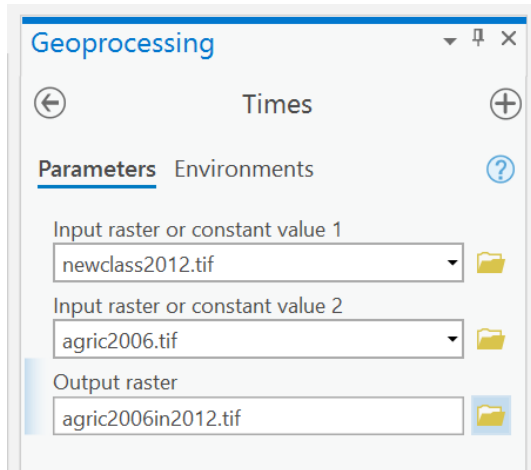 Geoprocessing
Times
Parameters Environments
?
Input raster or constant value 1
newclass2012.tif
Input raster or constant value 2
agric2006.tif
Output raster
agric2006in2012.tif